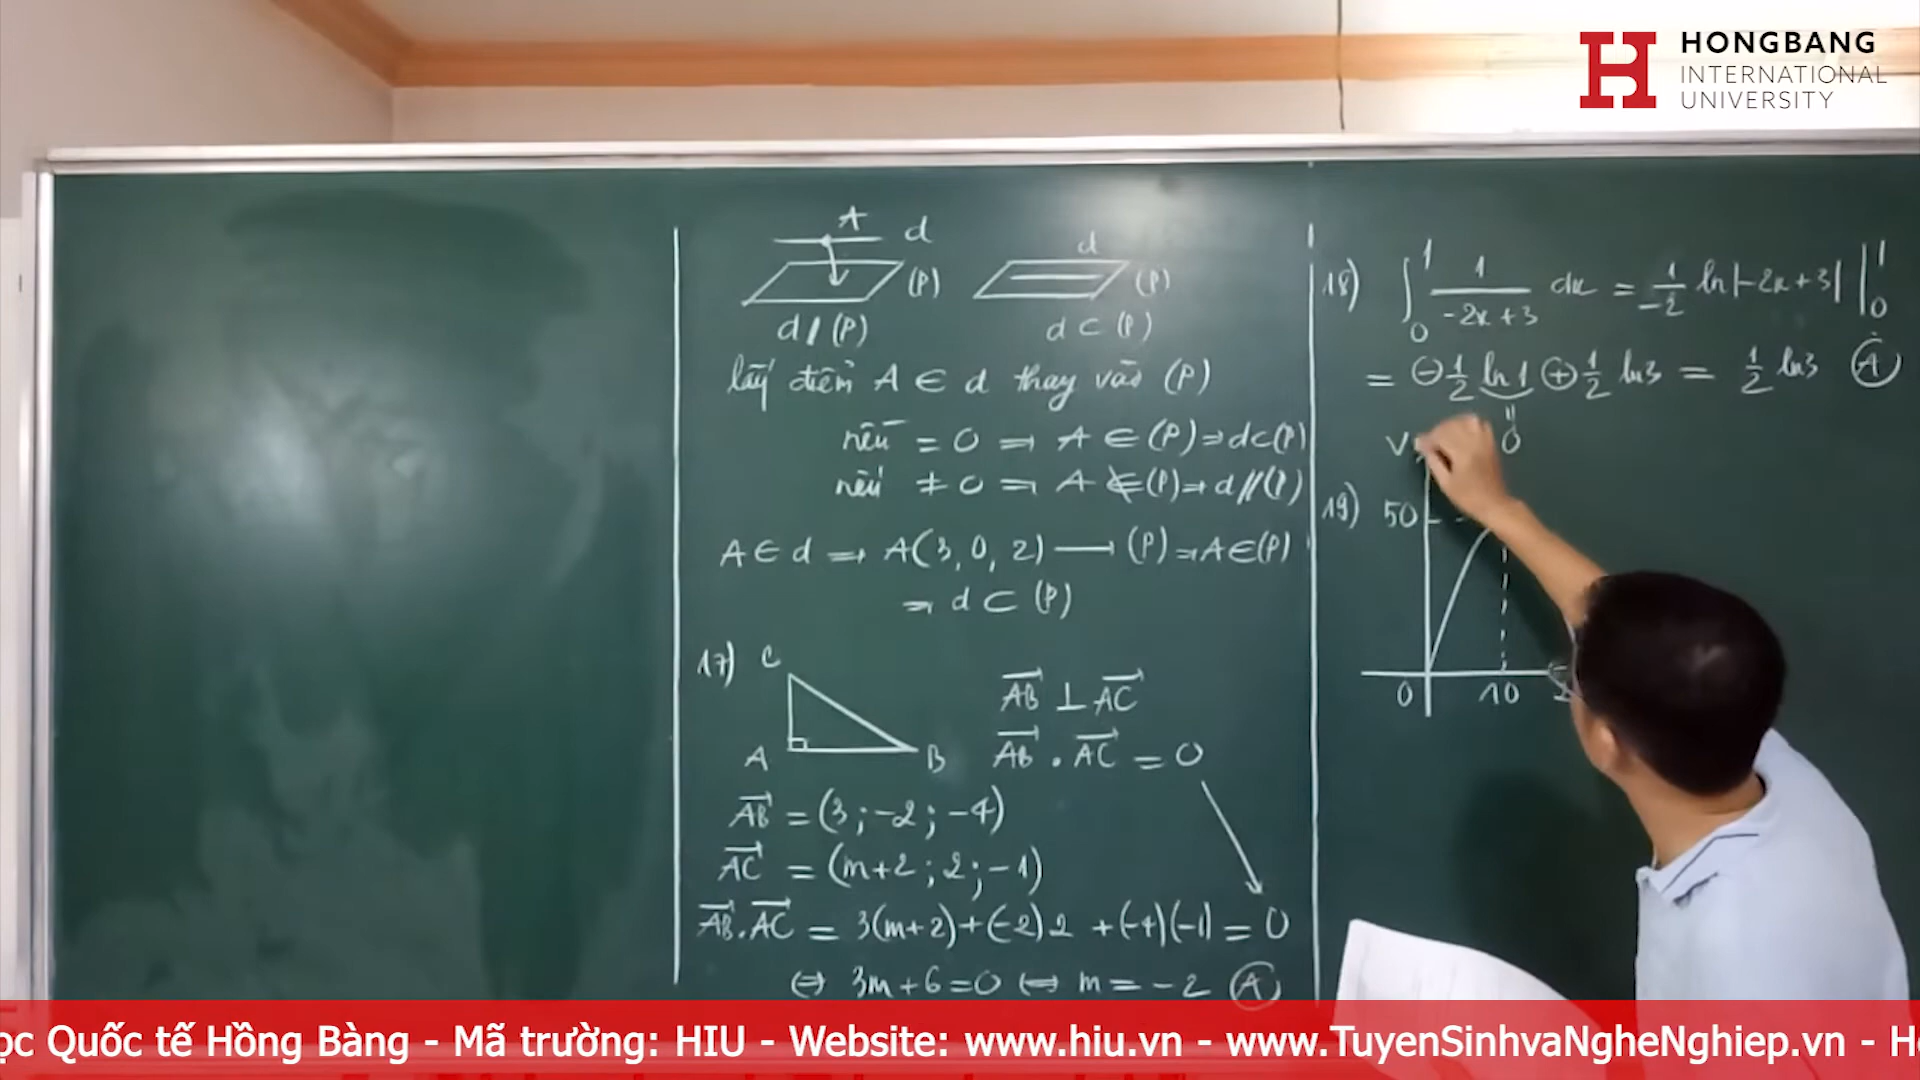 HONGBANG
INTERNATIONAL
UNIVERSITY
A d
(P)
d // (P)
d
(P)
d ⊂ (P)
lấy điểm A ∈ d thay vào (P)
nếu = 0 ⇒ A ∈ (P) ⇒ d ⊂ (P)
nếu ≠ 0 ⇒ A ∉ (P) ⇒ d // (P)
A ∈ d ⇒ A(3, 0, 2) → (P) ⇒ A ∈ (P)
⇒ d ⊂ (P)
17) C
A B
AB ⊥ AC
AB . AC = 0
AB = (3 ; -2 ; -4)
AC = (m+2 ; 2 ; -1)
AB . AC = 3(m+2) + (-2)2 + (-4)(-1) = 0
⇔ 3m + 6 = 0 ⇔ m = -2 (A)
18) ∫₀¹ 1/(-2x+3) dx = 1/-2 ln|-2x+3| |₀¹
= - 1/2 ln1 + 1/2 ln3 = 1/2 ln3 (A)
" 0
v
19) 50
0 10
ọc Quốc tế Hồng Bàng - Mã trường: HIU - Website: www.hiu.vn - www.TuyenSinhvaNgheNghiep.vn - H